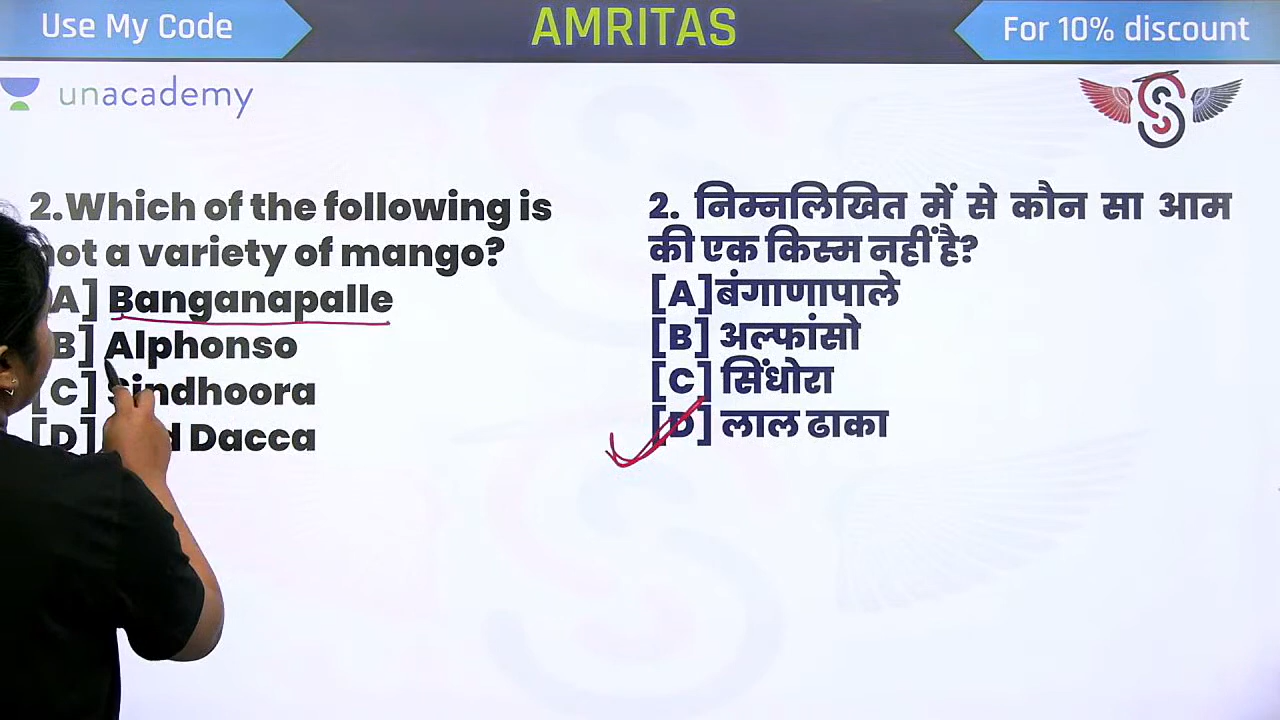 Use My Code
AMRITAS
For 10% discount
unacademy
2.Which of the following is
not a variety of mango?
A] Banganapalle
B] Alphonso
[C] Sindhoora
[D] Dacca
2. निम्नलिखित में से कौन सा आम
की एक किस्म नहीं है?
[A]बंगाणापाले
[B] अल्फांसो
[C] सिंधोरा
[D] लाल ढाका